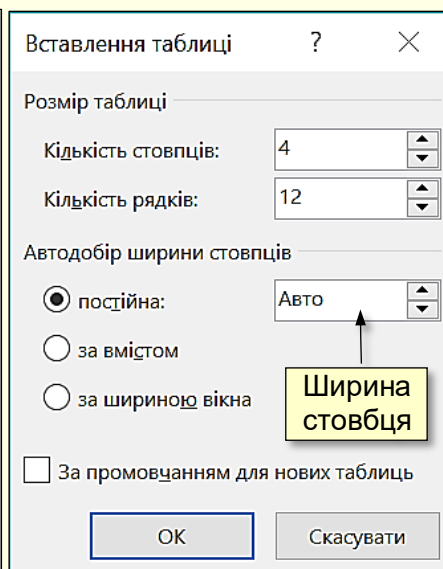 Вставлення таблиці ? ×
Розмір таблиці
Кількість стовпців: 4
Кількість рядків: 12
Автодобір ширини стовпців
постійна: Авто
за вмістом
за шириною вікна
Ширина
стовбця
За промовчанням для нових таблиць
ОК Скасувати